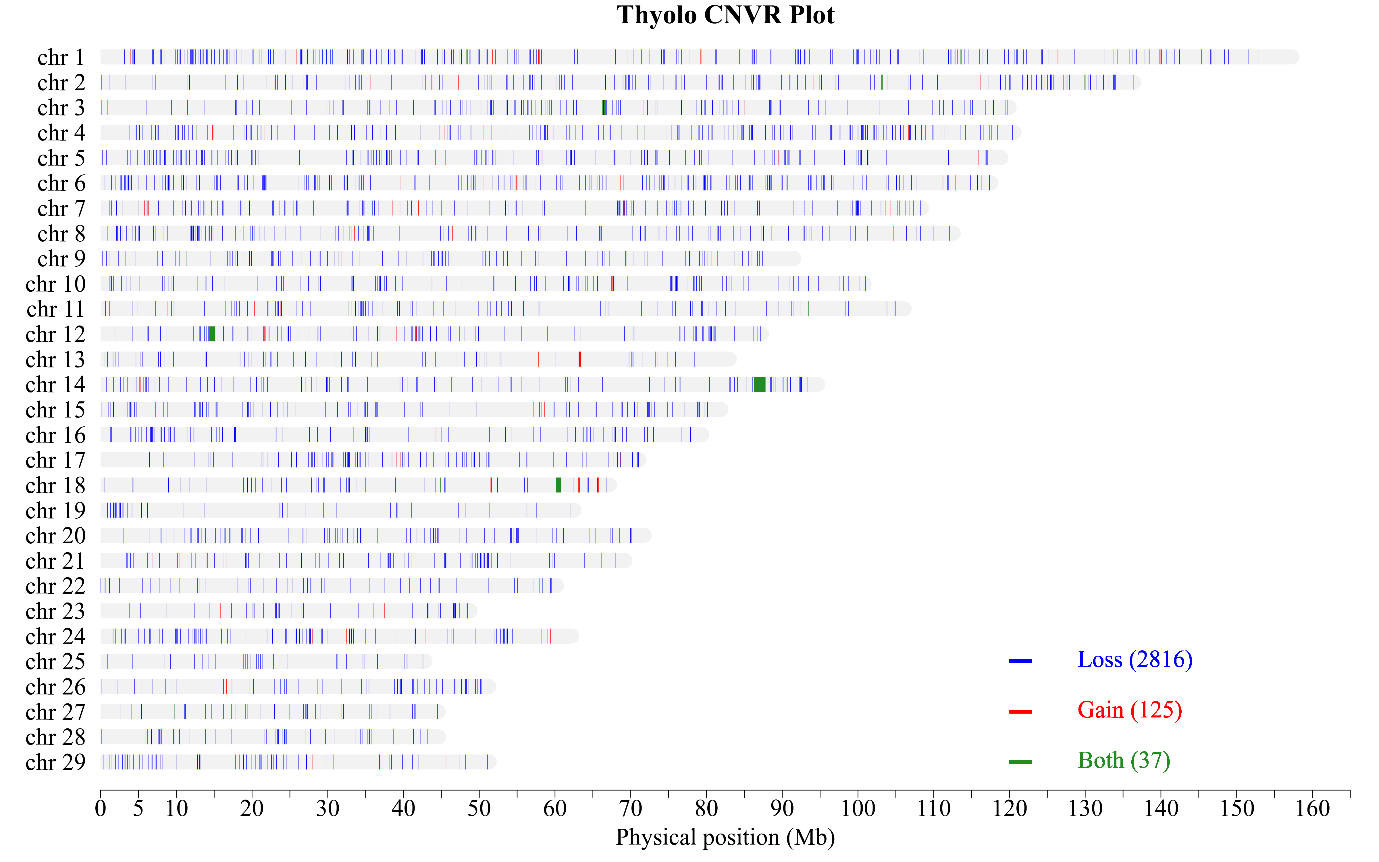 Thyolo CNVR Plot
chr 1
chr 2
chr 3
chr 4
chr 5
chr 6
chr 7
chr 8
chr 9
chr 10
chr 11
chr 12
chr 13
chr 14
chr 15
chr 16
chr 17
chr 18
chr 19
chr 20
chr 21
chr 22
chr 23
chr 24
chr 25
chr 26
chr 27
chr 28
chr 29
Loss (2816)
Gain (125)
Both (37)
0 5 10 20 30 40 50 60 70 80 90 100 110 120 130 140 150 160
Physical position (Mb)